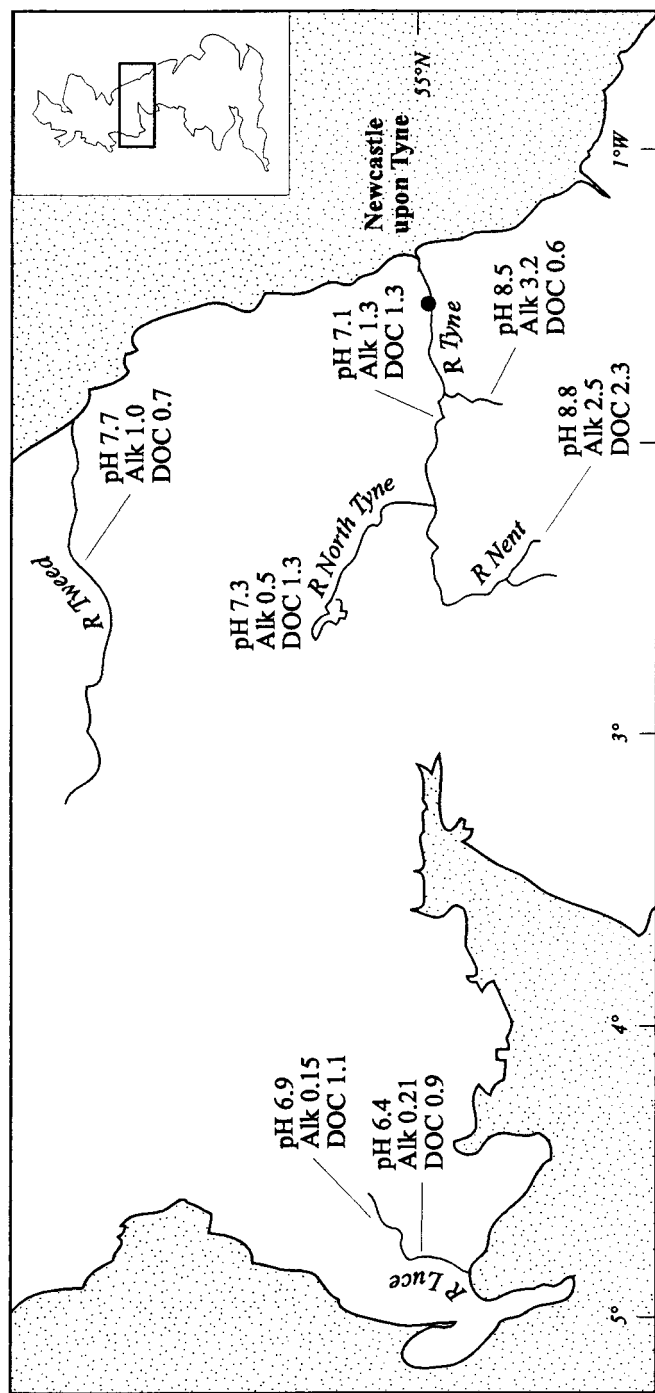 R Tweed
pH 7.7
Alk 1.0
DOC 0.7
pH 7.3
Alk 0.5
DOC 1.3
R North Tyne
pH 7.1
Alk 1.3
DOC 1.3
Newcastle
upon Tyne
55°N
R Tyne
pH 8.5
Alk 3.2
DOC 0.6
R Nent
pH 8.8
Alk 2.5
DOC 2.3
pH 6.9
Alk 0.15
DOC 1.1
pH 6.4
Alk 0.21
DOC 0.9
R Luce
5°
4°
3°
1°W